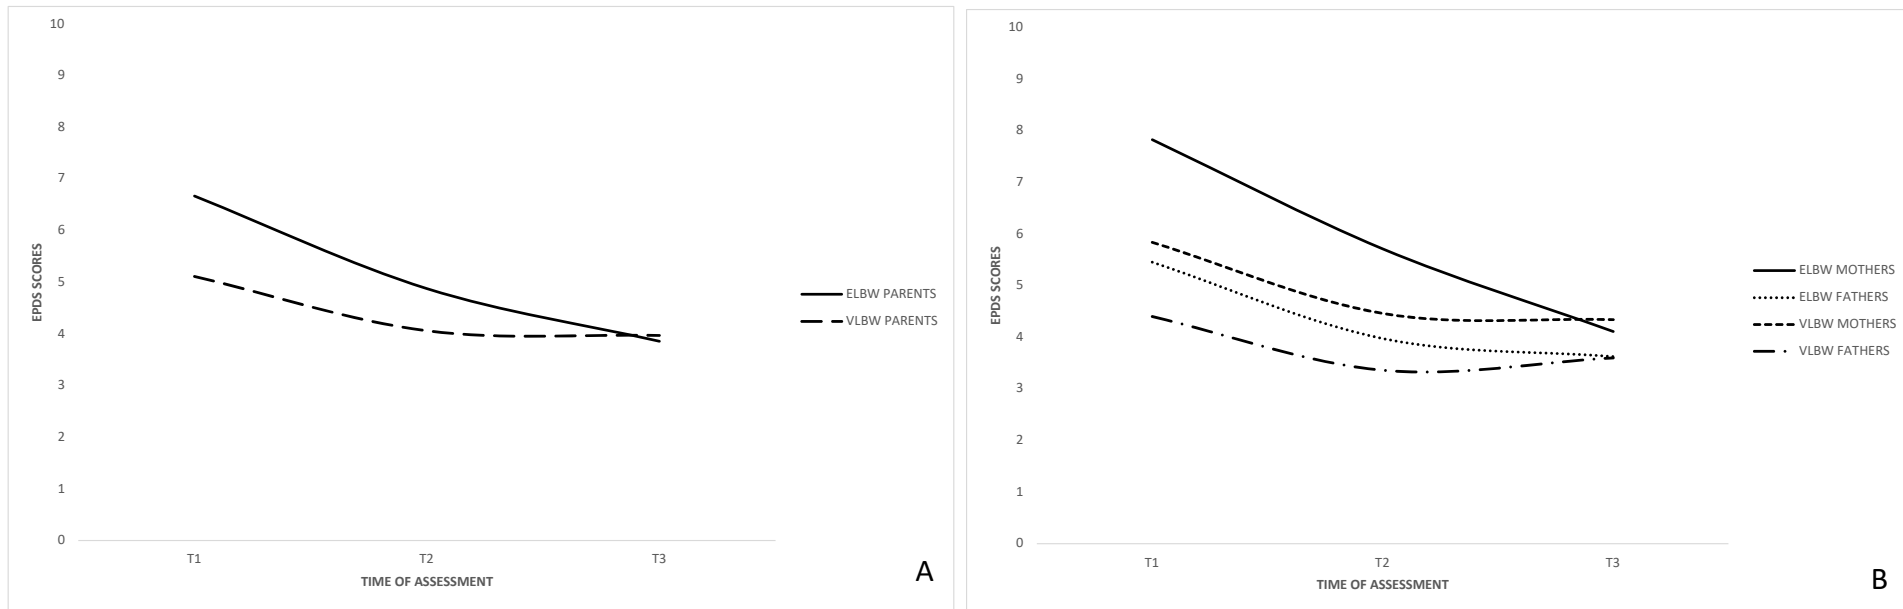 10
9
8
7
6
5
4
3
2
1
0
EPDS SCORES
T1
T2
T3
TIME OF ASSESSMENT
ELBW PARENTS
VLBW PARENTS
A
10
9
8
7
6
5
4
3
2
1
0
EPDS SCORES
T1
T2
T3
TIME OF ASSESSMENT
ELBW MOTHERS
ELBW FATHERS
VLBW MOTHERS
VLBW FATHERS
B